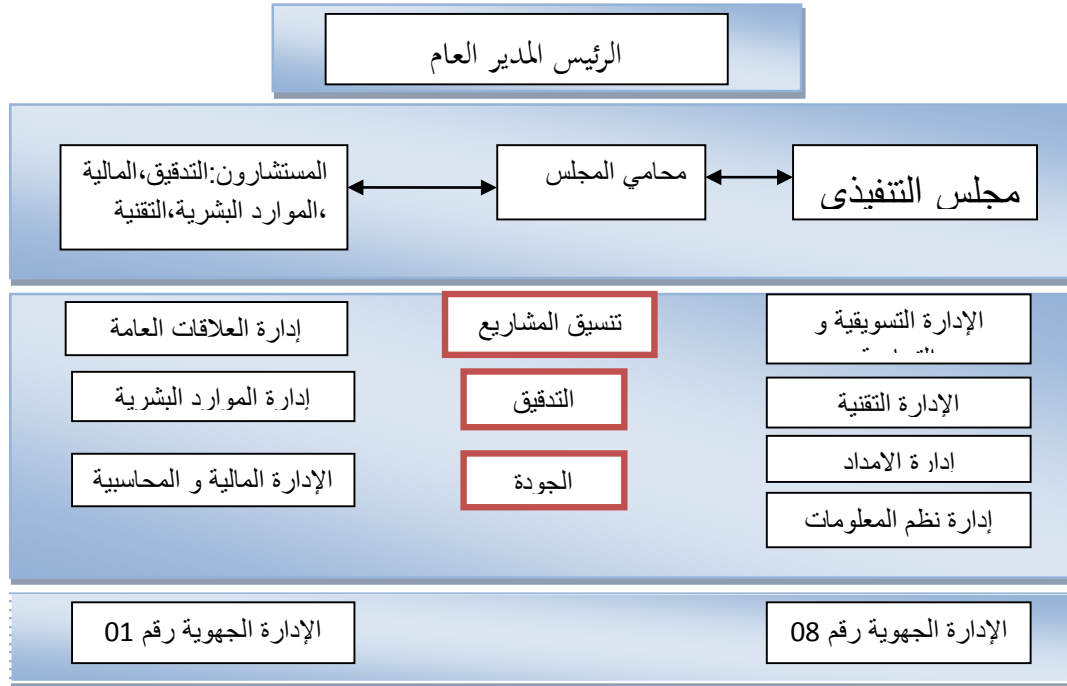 الرئيس المدير العام
مجلس التنفيذي
محامي المجلس
المستشارون:التدقيق،المالية
،الموارد البشرية،التقنية
الإدارة التسويقية و
تنسيق المشاريع
إدارة العلاقات العامة
الإدارة التقنية
التدقيق
إدارة الموارد البشرية
إدارة الامداد
الجودة
الإدارة المالية و المحاسبية
إدارة نظم المعلومات
الإدارة الجهوية رقم 08
الإدارة الجهوية رقم 01